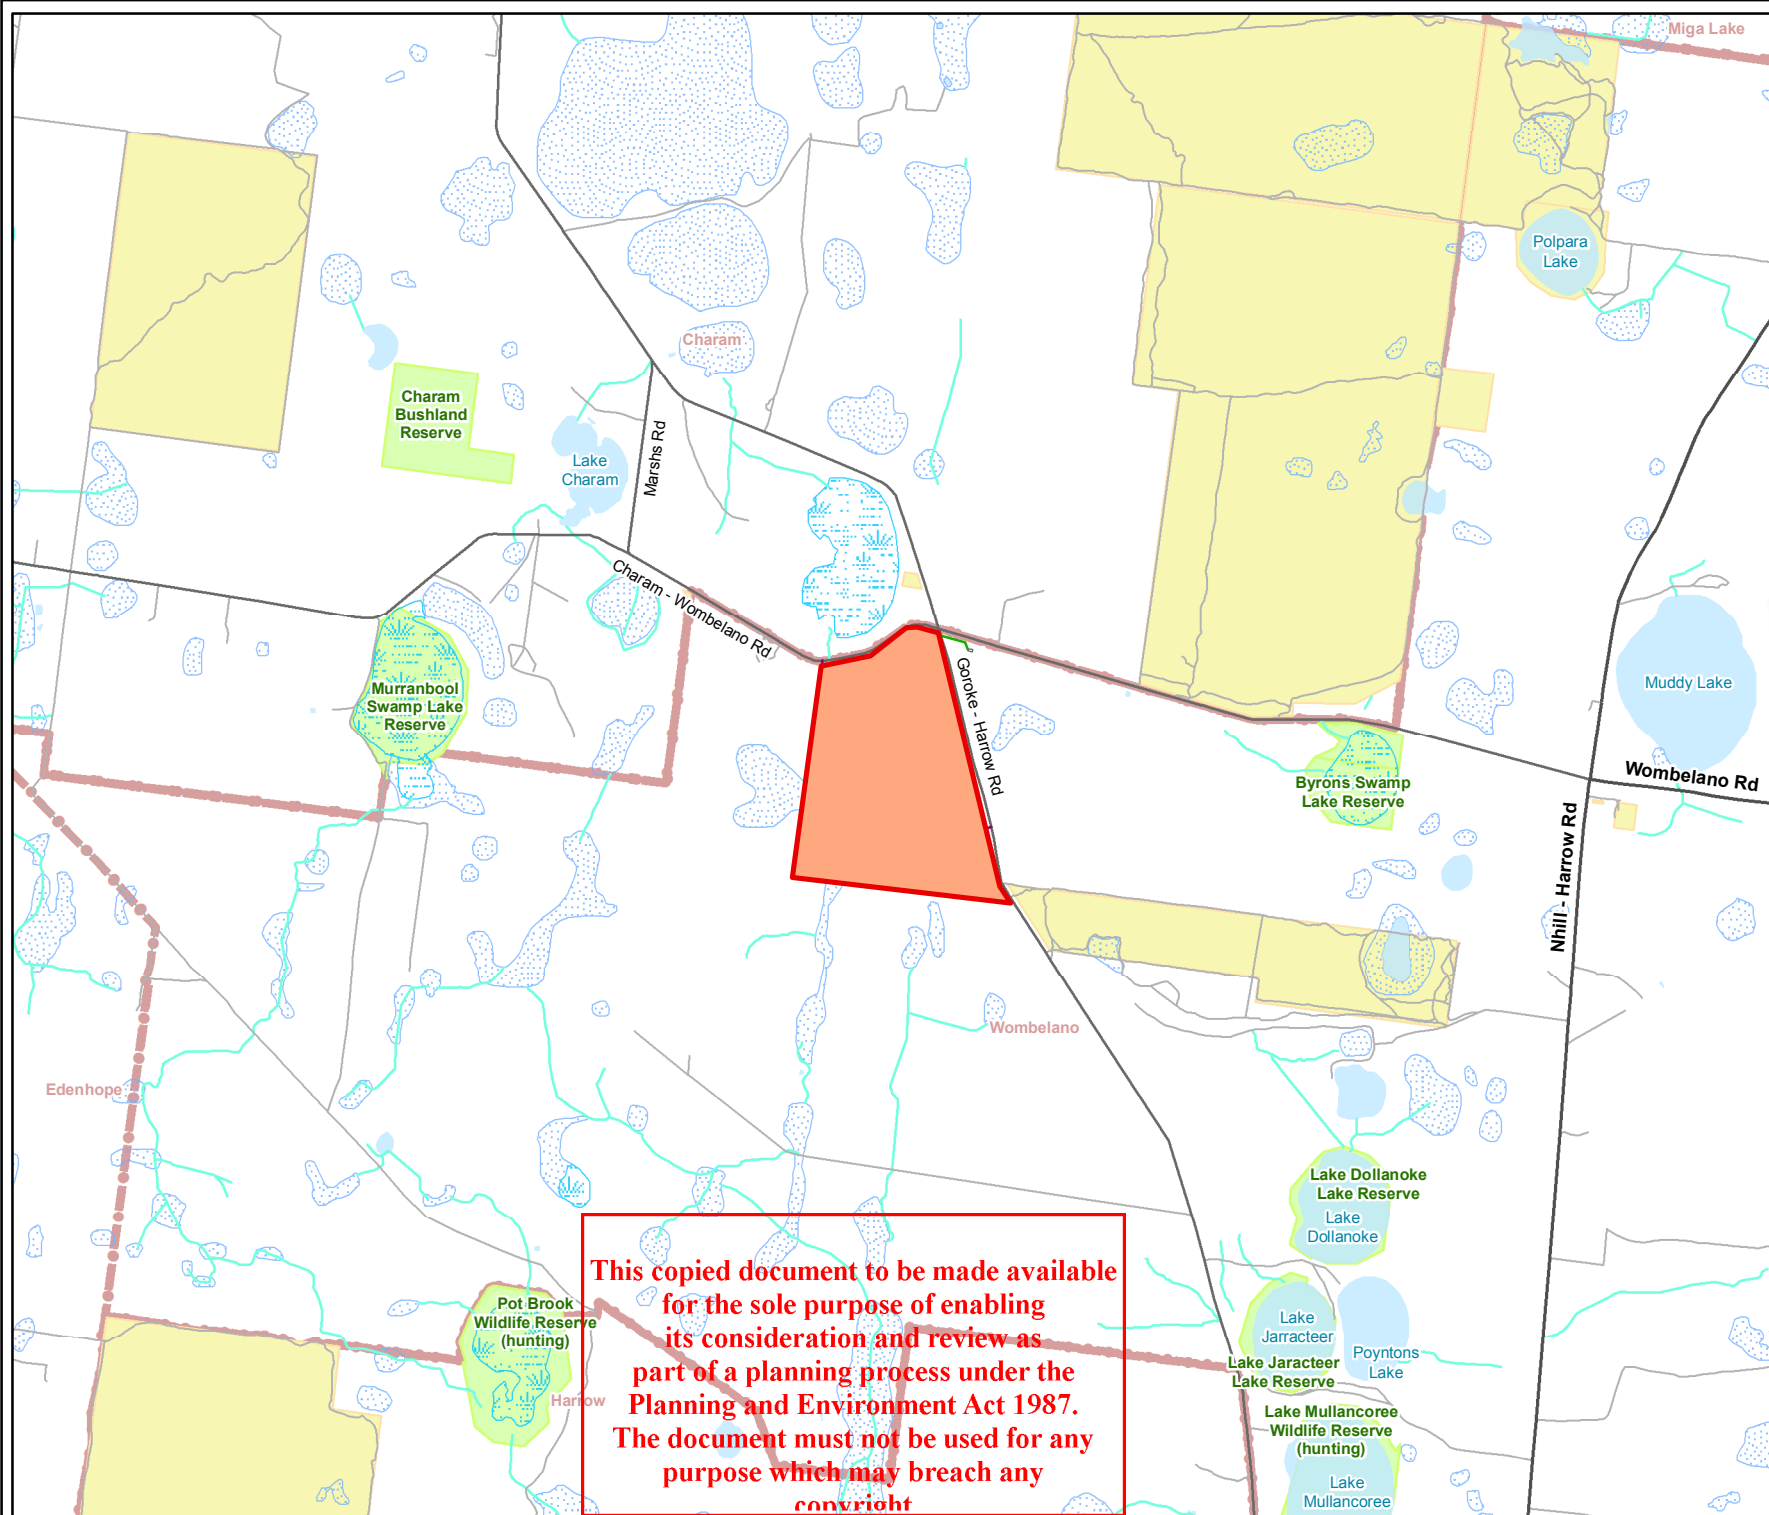 Miga Lake
Polpara
Lake
Charam
Charam
Bushland
Reserve
Lake
Charam
Marshs Rd
Charam - Wombelano Rd
Goroke - Harrow Rd
Murranbool
Swamp Lake
Reserve
Muddy Lake
Wombelano Rd
Byrons Swamp
Lake Reserve
Nhill - Harrow Rd
Wombelano
Edenhope
Lake Dollanoke
Lake Reserve
Lake
Dollanoke
Pot Brook
Wildlife Reserve
(hunting)
Harrow
Lake
Jarracteer
Lake Jaracteer
Lake Reserve
Poyntons
Lake
Lake Mullancoree
Wildlife Reserve
(hunting)
Lake
Mullancoree
This copied document to be made available
for the sole purpose of enabling
its consideration and review as
part of a planning process under the
Planning and Environment Act 1987.
The document must not be used for any
purpose which may breach any
copyright